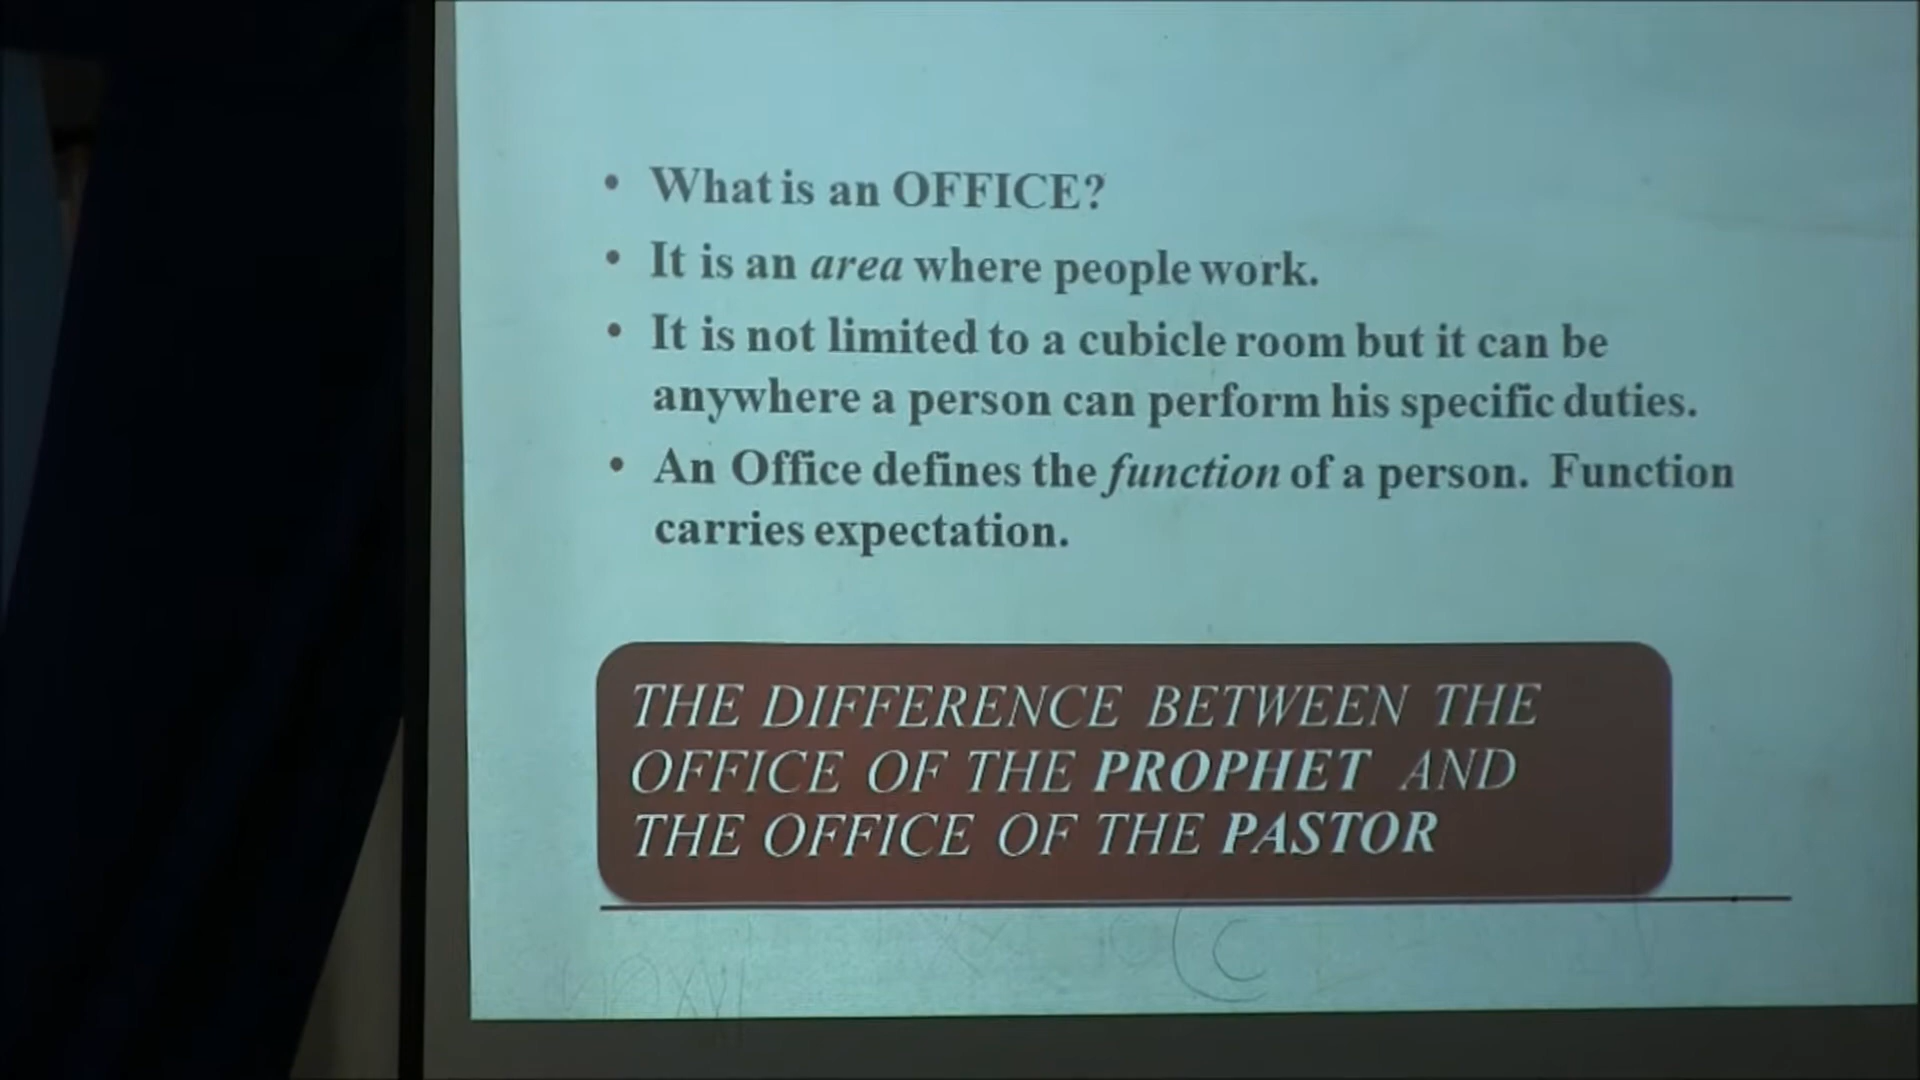 • What is an OFFICE?
• It is an area where people work.
• It is not limited to a cubicle room but it can be
anywhere a person can perform his specific duties.
• An Office defines the function of a person. Function
carries expectation.
THE DIFFERENCE BETWEEN THE
OFFICE OF THE PROPHET AND
THE OFFICE OF THE PASTOR